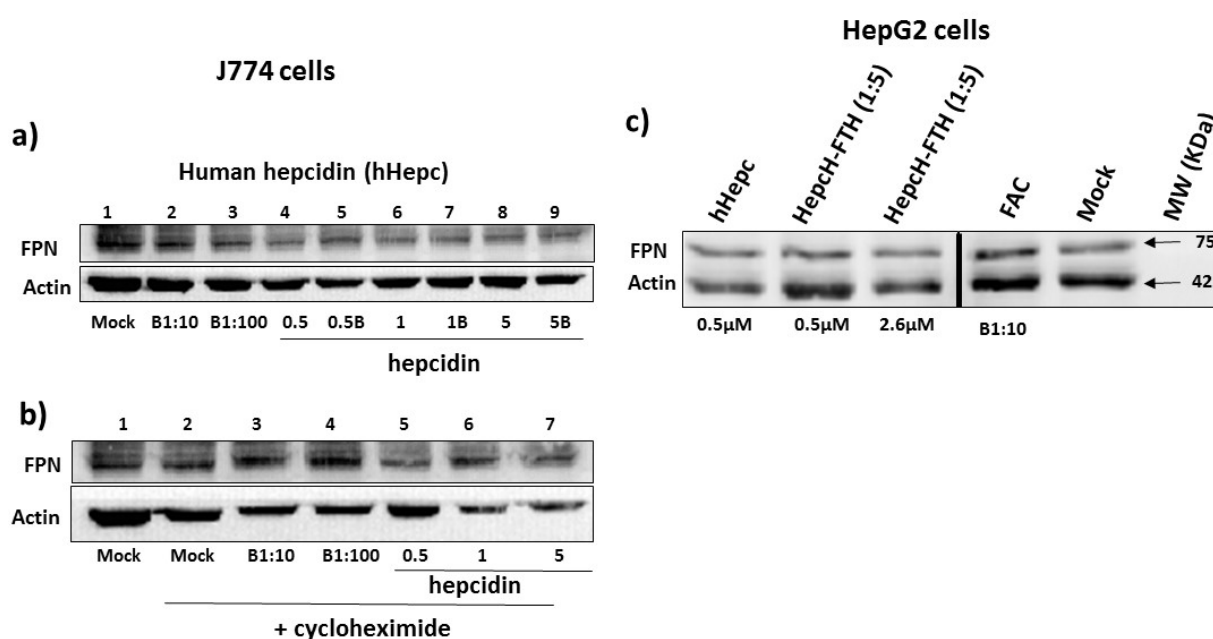 J774 cells
a)
Human hepcidin (hHepc)
1 2 3 4 5 6 7 8 9
FPN
Actin
Mock B1:10 B1:100 0.5 0.5B 1 1B 5 5B
hepcidin
b)
1 2 3 4 5 6 7
FPN
Actin
Mock Mock B1:10 B1:100 0.5 1 5
hepcidin
+ cycloheximide
HepG2 cells
c)
hHepc HepcH-FTH (1:5) HepcH-FTH (1:5) FAC Mock MW (KDa)
FPN 75
Actin 42
0.5µM 0.5µM 2.6µM B1:10